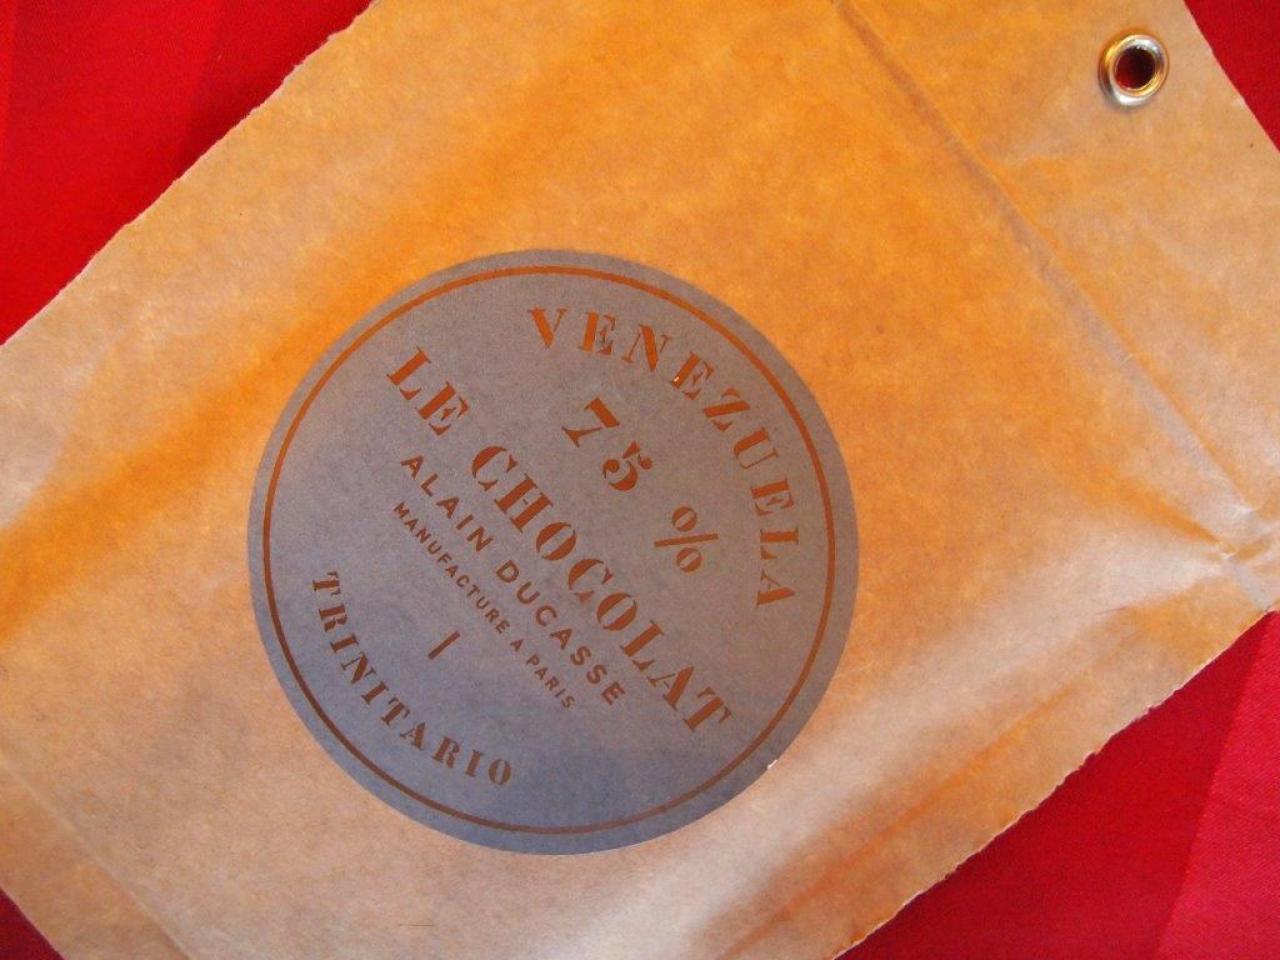 VENEZUELA
75 %
LE CHOCOLAT
ALAIN DUCASSE
MANUFACTURE A PARIS
TRINITARIO